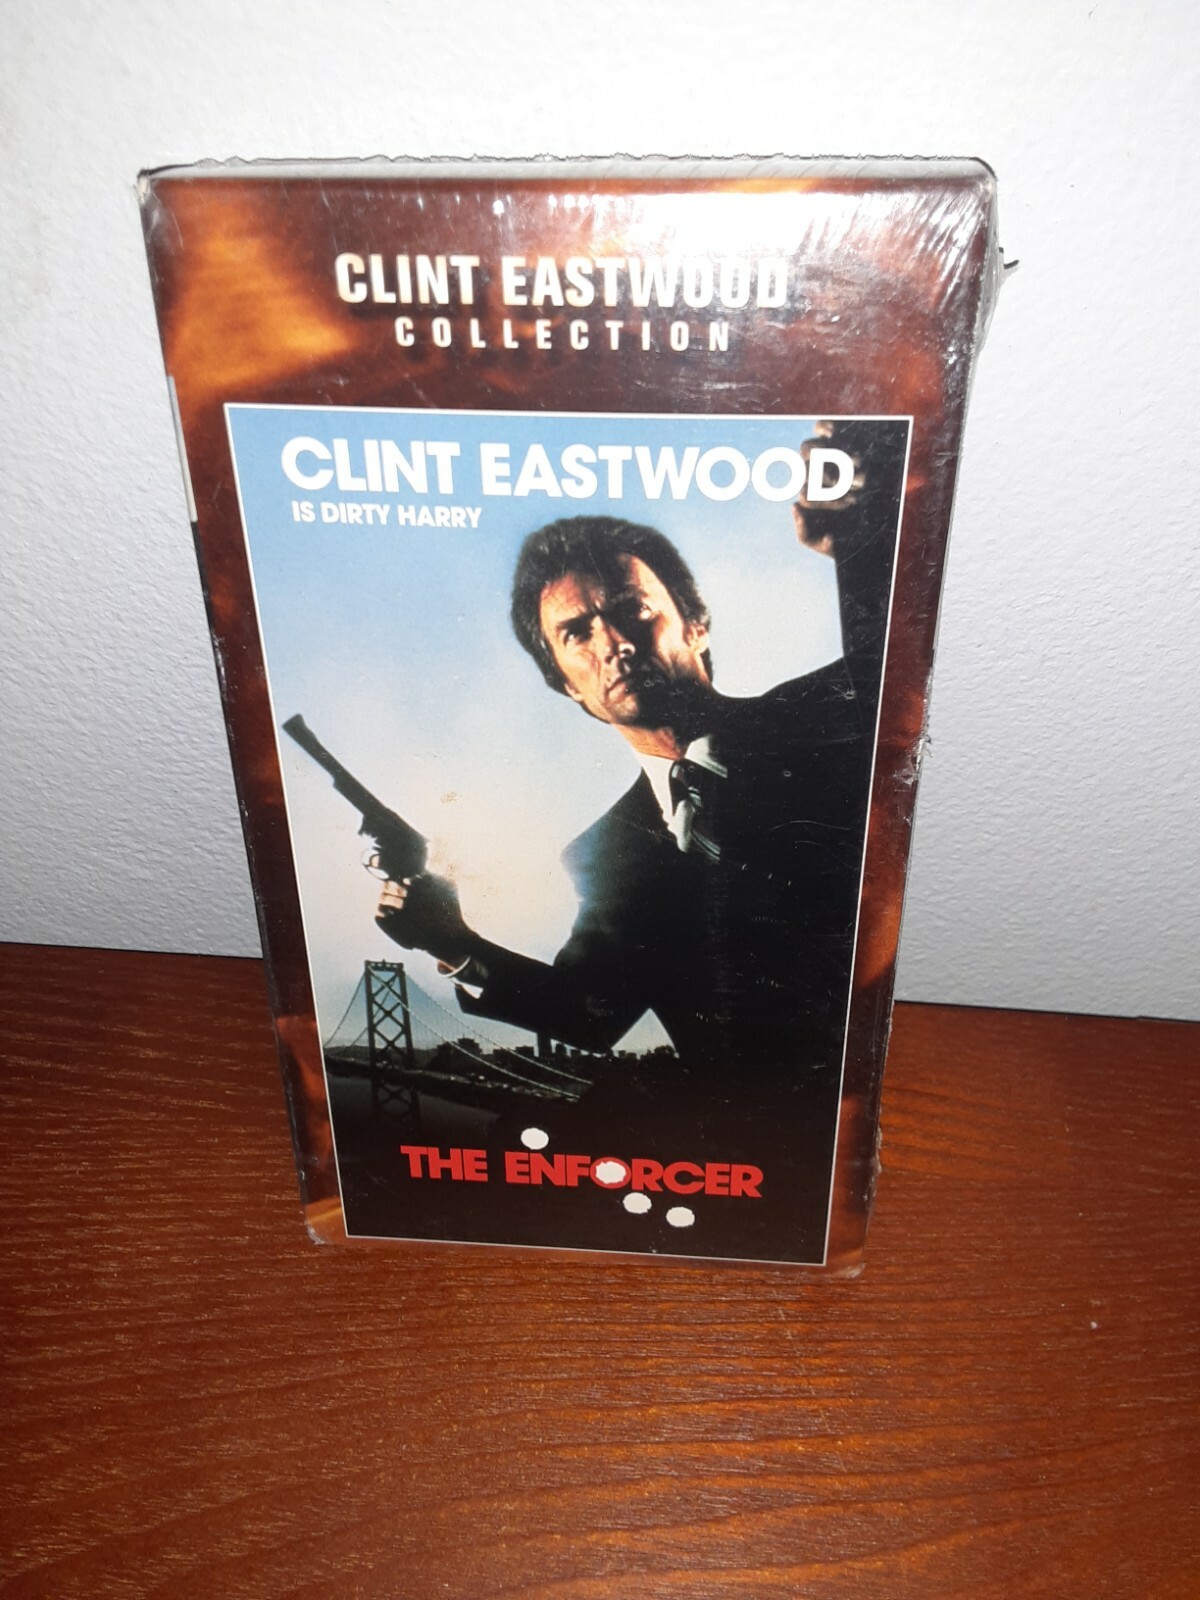 CLINT EASTWOOD
COLLECTION
CLINT EASTWOOD
IS DIRTY HARRY
THE ENFORCER